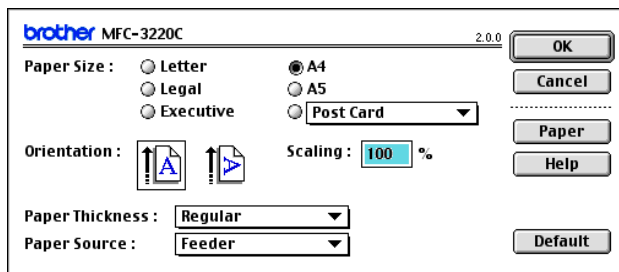 brother MFC-3220C 2.0.0
OK
Paper Size : Letter A4
Cancel
Legal A5
Executive Post Card
Paper
Orientation : A A Scaling : 100 %
Help
Paper Thickness : Regular
Paper Source : Feeder
Default